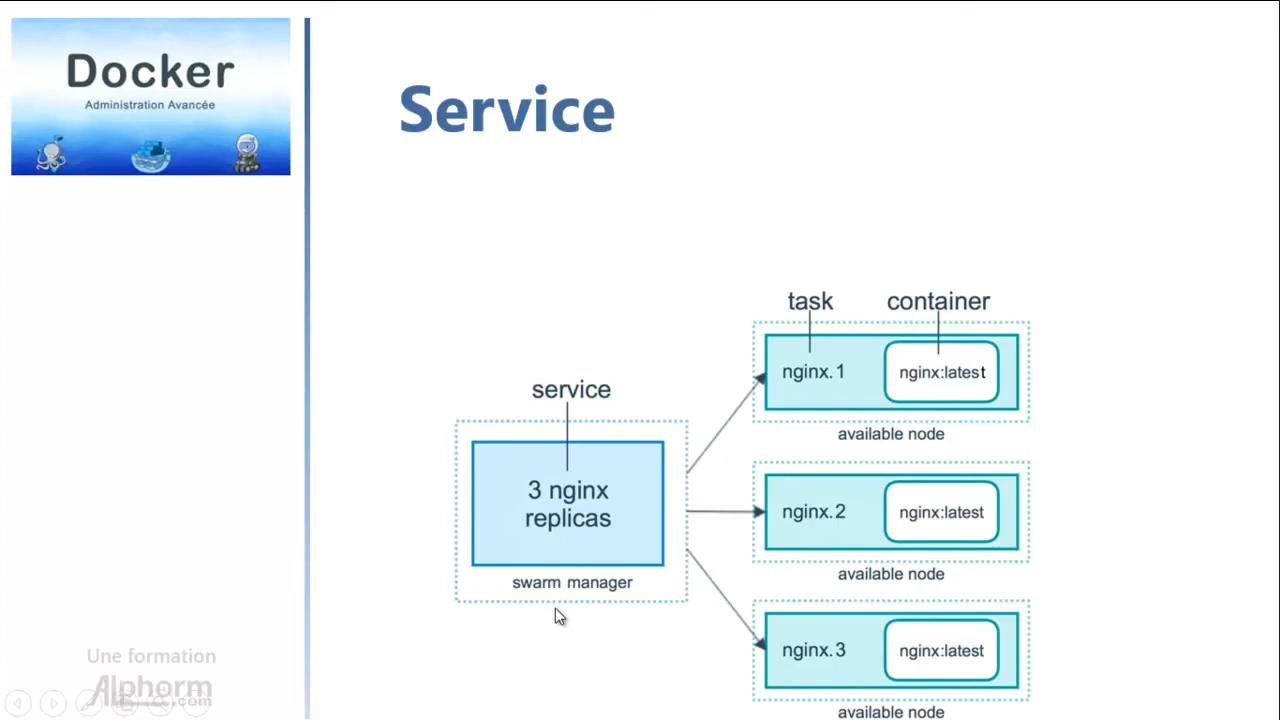 Docker
Administration Avancée
Service
task
container
nginx.1
nginx:latest
available node
service
3 nginx
replicas
swarm manager
nginx.2
nginx:latest
available node
nginx.3
nginx:latest
available node
Une formation
Alphorm
.com